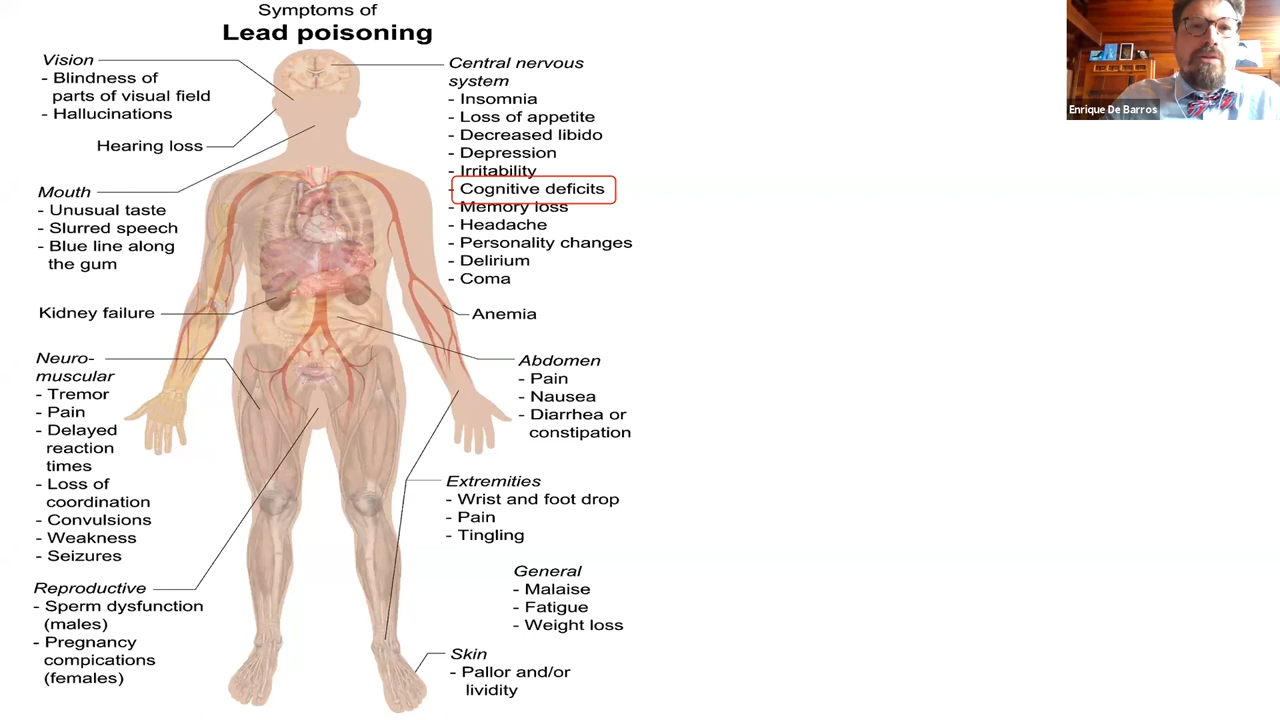 Symptoms of
Lead poisoning
Vision
- Blindness of
parts of visual field
- Hallucinations
Hearing loss
Mouth
- Unusual taste
- Slurred speech
- Blue line along
the gum
Kidney failure
Neuro-
muscular
- Tremor
- Pain
- Delayed
reaction
times
- Loss of
coordination
- Convulsions
- Weakness
- Seizures
Reproductive
- Sperm dysfunction
(males)
- Pregnancy
compications
(females)
Central nervous
system
- Insomnia
- Loss of appetite
- Decreased libido
- Depression
- Irritability
- Cognitive deficits
- Memory loss
- Headache
- Personality changes
- Delirium
- Coma
Anemia
Abdomen
- Pain
- Nausea
- Diarrhea or
constipation
Extremities
- Wrist and foot drop
- Pain
- Tingling
General
- Malaise
- Fatigue
- Weight loss
Skin
- Pallor and/or
lividity
Enrique De Barros